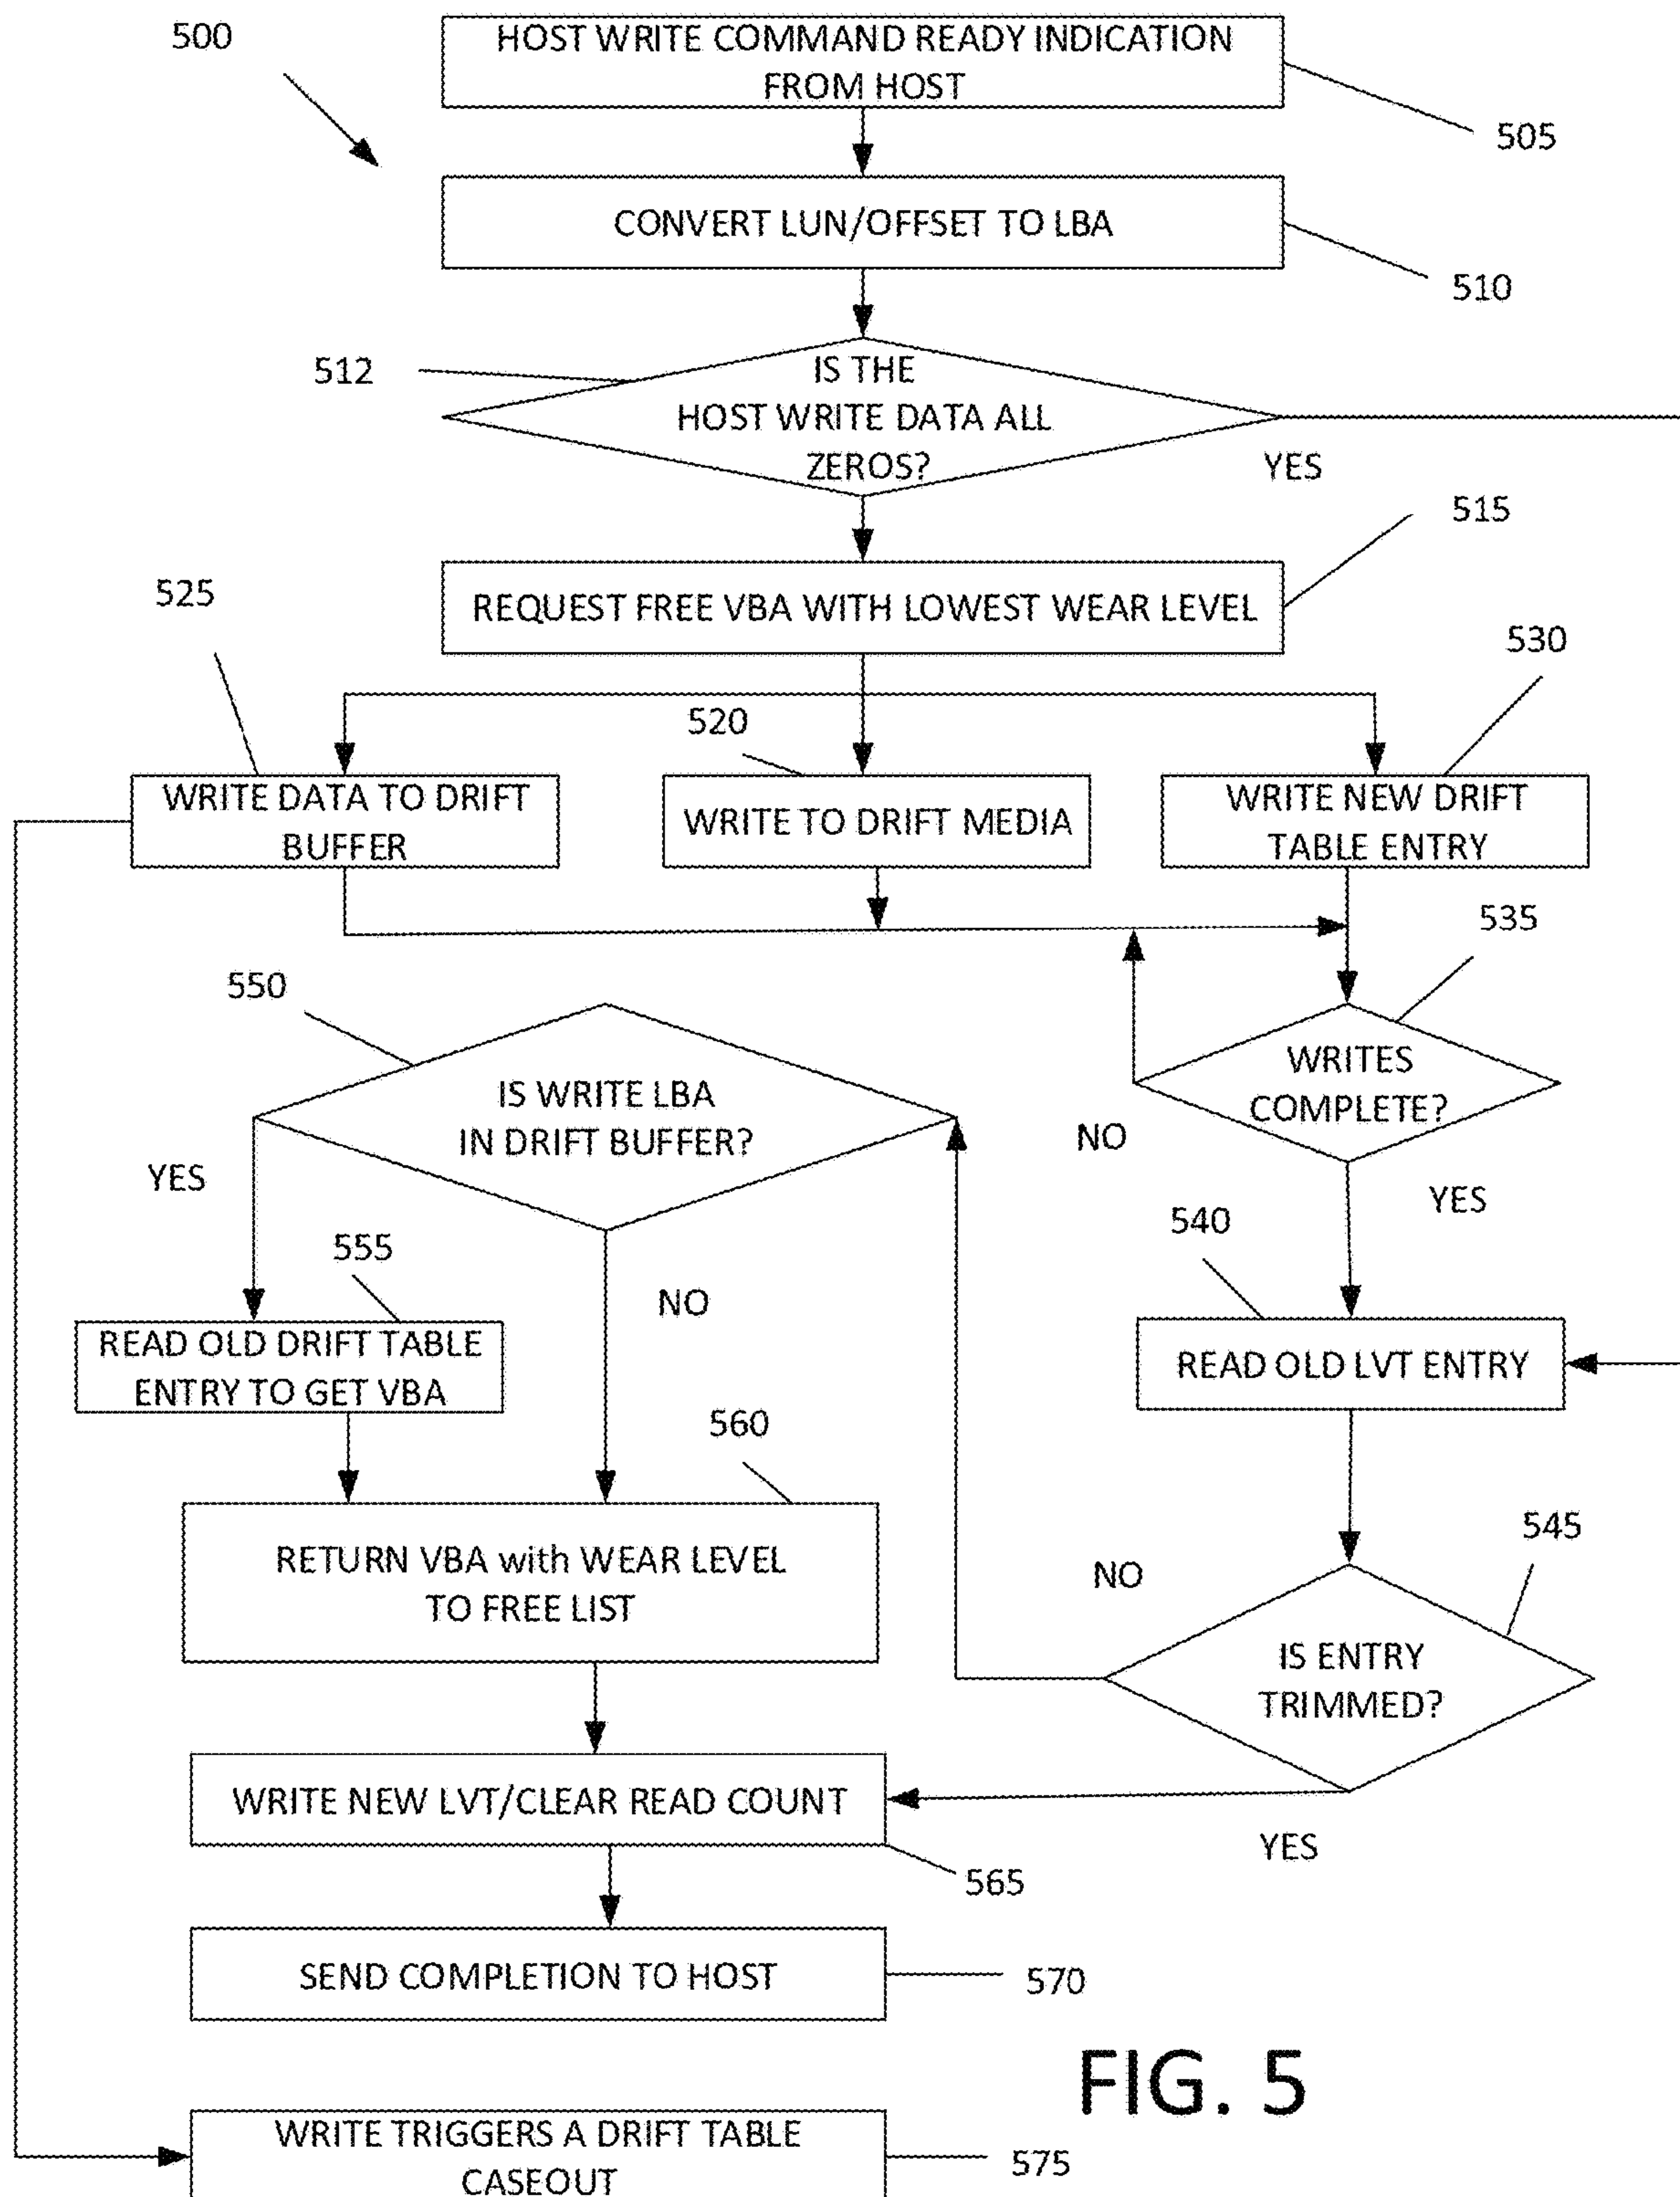 500
HOST WRITE COMMAND READY INDICATION
FROM HOST
505
CONVERT LUN/OFFSET TO LBA
510
512
IS THE
HOST WRITE DATA ALL
ZEROS?
YES
515
REQUEST FREE VBA WITH LOWEST WEAR LEVEL
525
520
530
WRITE DATA TO DRIFT
BUFFER
WRITE TO DRIFT MEDIA
WRITE NEW DRIFT
TABLE ENTRY
535
WRITES
COMPLETE?
NO
YES
550
IS WRITE LBA
IN DRIFT BUFFER?
YES
NO
555
READ OLD DRIFT TABLE
ENTRY TO GET VBA
540
READ OLD LVT ENTRY
560
RETURN VBA with WEAR LEVEL
TO FREE LIST
545
NO
IS ENTRY
TRIMMED?
YES
WRITE NEW LVT/CLEAR READ COUNT
565
SEND COMPLETION TO HOST
570
FIG. 5
WRITE TRIGGERS A DRIFT TABLE
CASEOUT
575